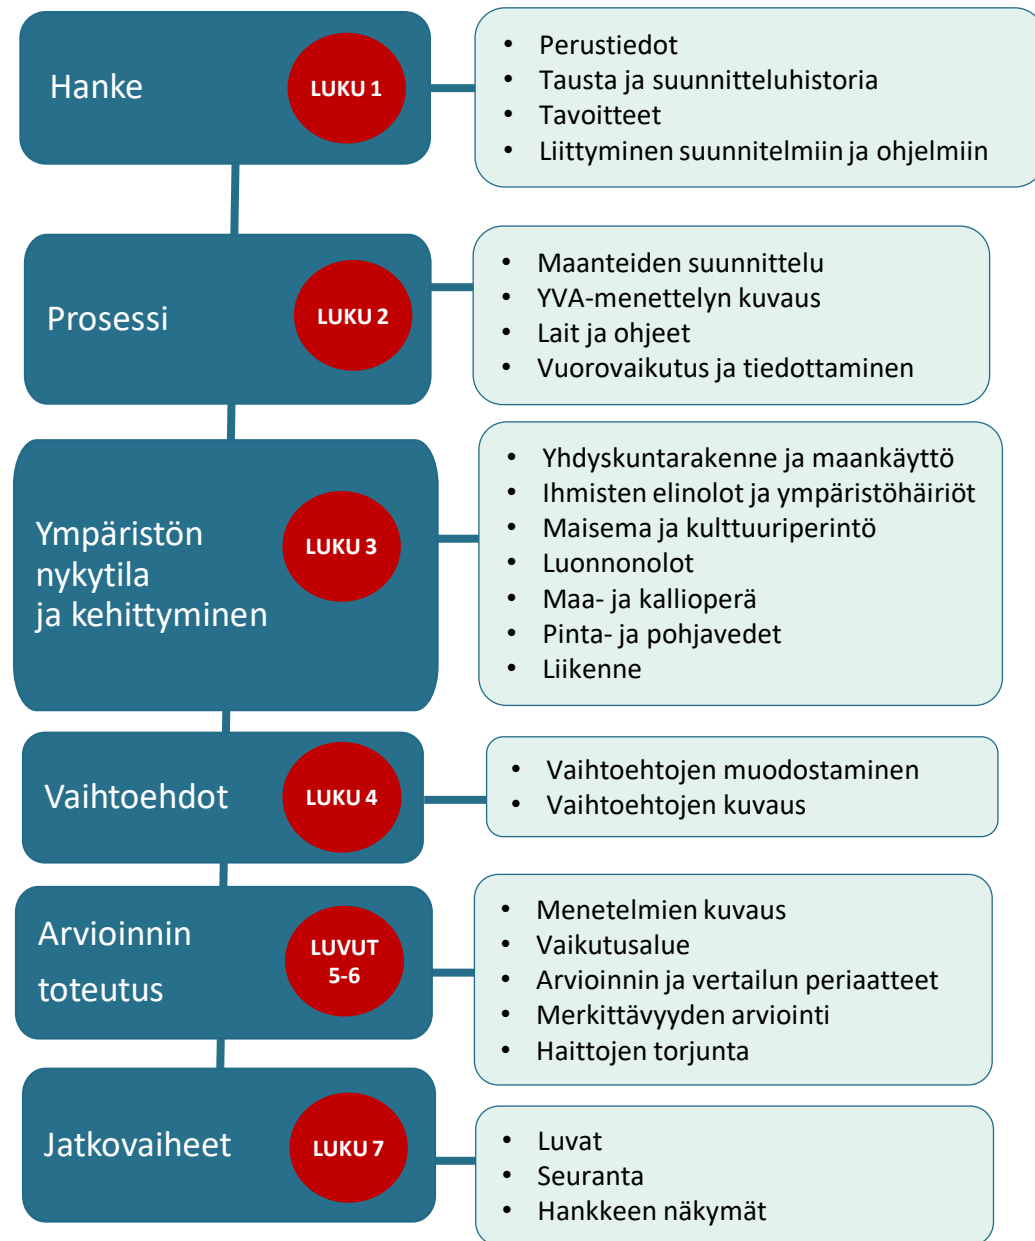 Hanke
LUKU 1
• Perustiedot
• Tausta ja suunnitteluhistoria
• Tavoitteet
• Liittyminen suunnitelmiin ja ohjelmiin
Prosessi
LUKU 2
• Maanteiden suunnittelu
• YVA-menettelyn kuvaus
• Lait ja ohjeet
• Vuorovaikutus ja tiedottaminen
Ympäristön
nykytila
ja kehittyminen
LUKU 3
• Yhdyskuntarakenne ja maankäyttö
• Ihmisten elinolot ja ympäristöhäiriöt
• Maisema ja kulttuuriperintö
• Luonnonolot
• Maa- ja kallioperä
• Pinta- ja pohjavedet
• Liikenne
Vaihtoehdot
LUKU 4
• Vaihtoehtojen muodostaminen
• Vaihtoehtojen kuvaus
Arvioinnin
toteutus
LUVUT
5-6
• Menetelmien kuvaus
• Vaikutusalue
• Arvioinnin ja vertailun periaatteet
• Merkittävyyden arviointi
• Haittojen torjunta
Jatkovaiheet
LUKU 7
• Luvat
• Seuranta
• Hankkeen näkymät